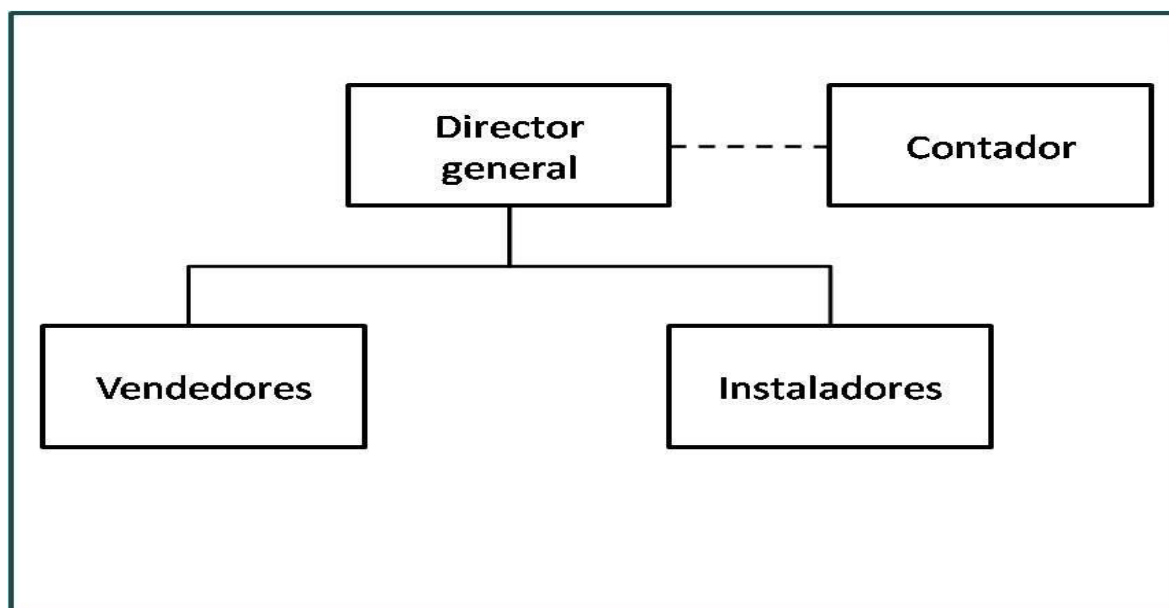 Director
general
Contador
Vendedores
Instaladores